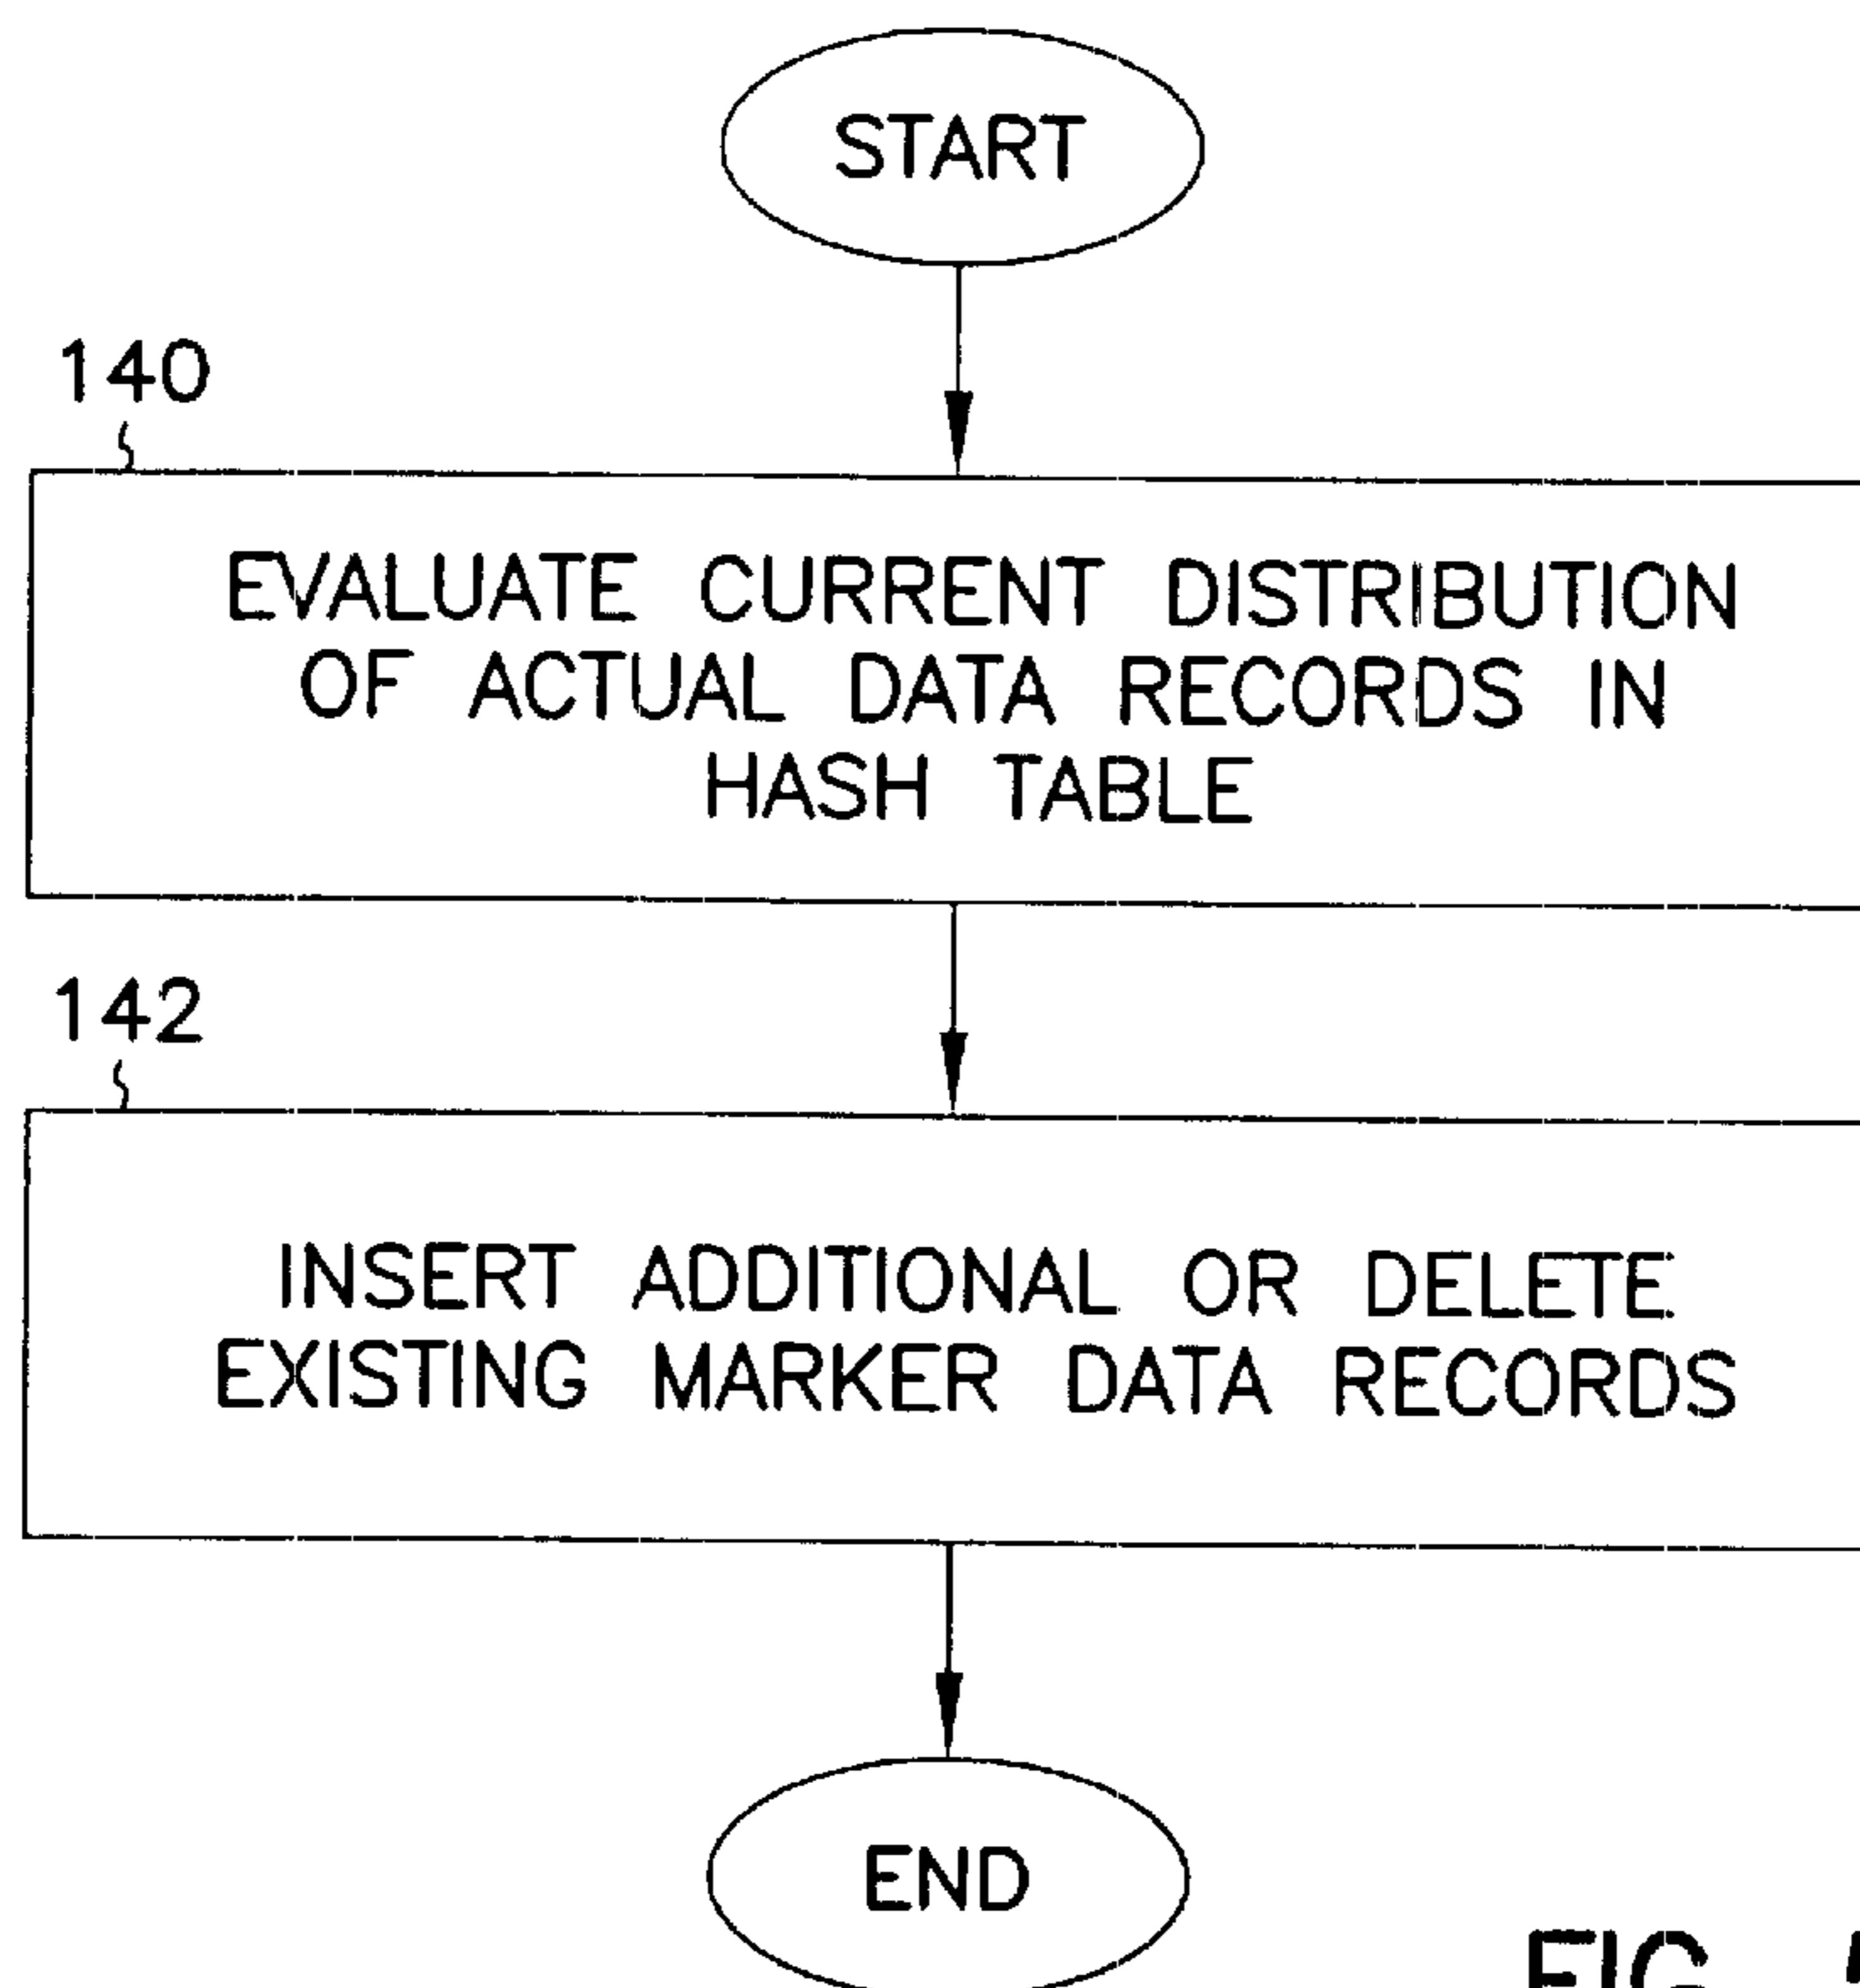 START
140
EVALUATE CURRENT DISTRIBUTION
OF ACTUAL DATA RECORDS IN
HASH TABLE
142
INSERT ADDITIONAL OR DELETE
EXISTING MARKER DATA RECORDS
END
FIG.